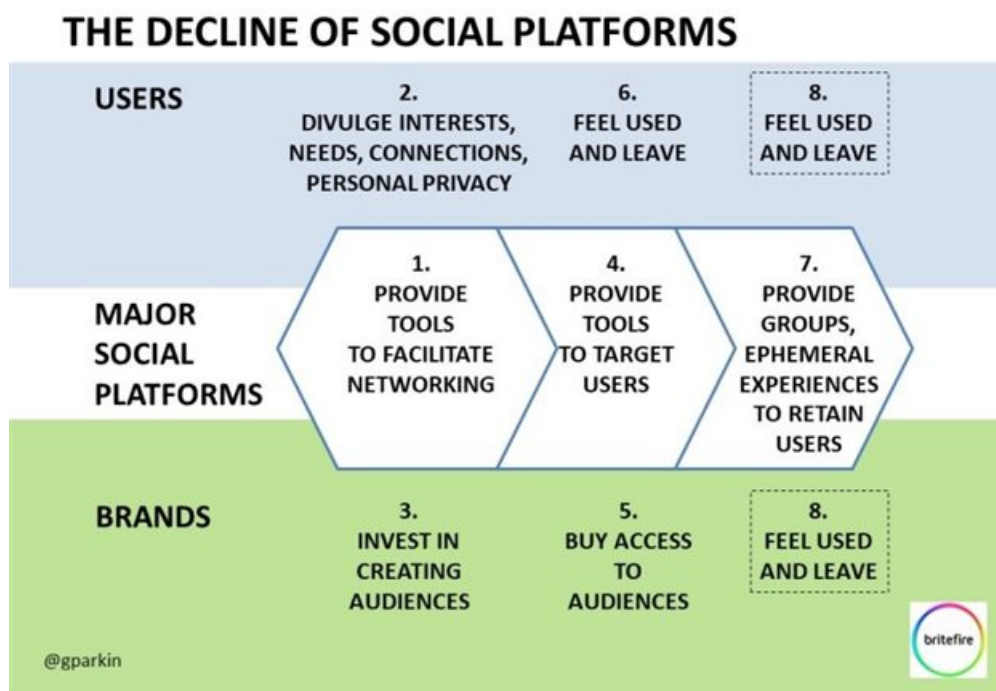 THE DECLINE OF SOCIAL PLATFORMS
USERS
2.
DIVULGE INTERESTS,
NEEDS, CONNECTIONS,
PERSONAL PRIVACY
6.
FEEL USED
AND LEAVE
8.
FEEL USED
AND LEAVE
MAJOR
SOCIAL
PLATFORMS
1.
PROVIDE
TOOLS
TO FACILITATE
NETWORKING
4.
PROVIDE
TOOLS
TO TARGET
USERS
7.
PROVIDE
GROUPS,
EPHEMERAL
EXPERIENCES
TO RETAIN
USERS
BRANDS
3.
INVEST IN
CREATING
AUDIENCES
5.
BUY ACCESS
TO
AUDIENCES
8.
FEEL USED
AND LEAVE
@gparkin
britefire